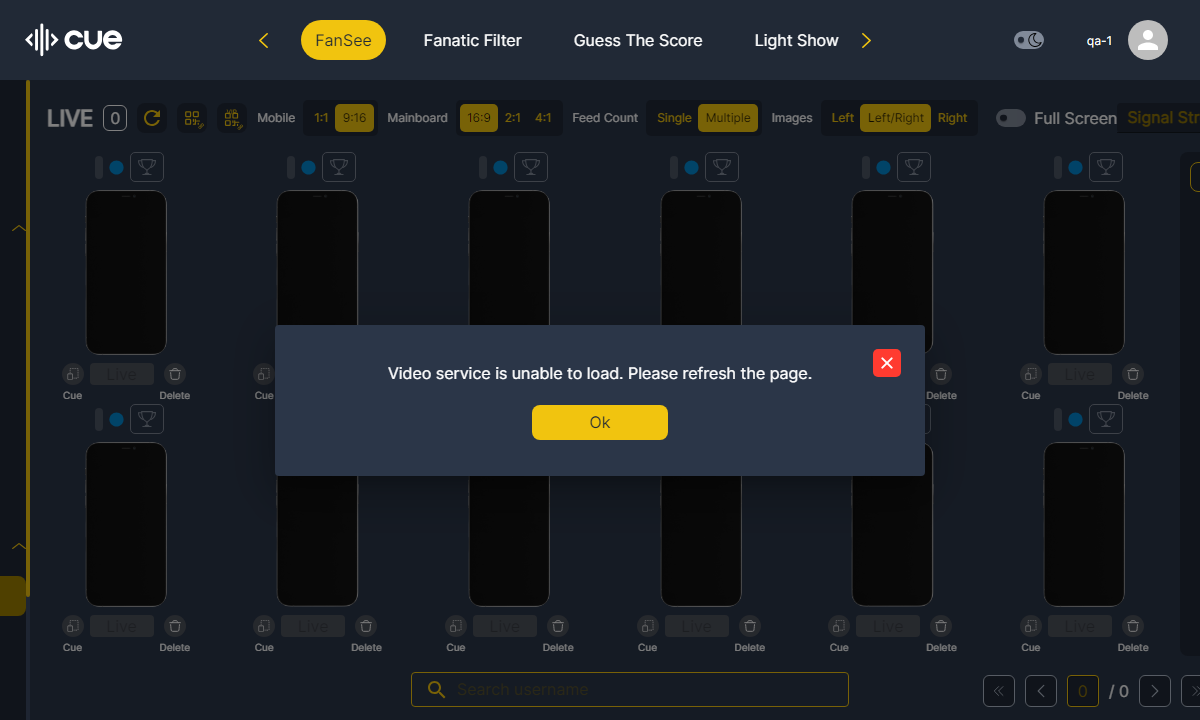 cue
FanSee
Fanatic Filter
Guess The Score
Light Show
qa-1
LIVE 0
Mobile 1:1 9:16
Mainboard 16:9 2:1 4:1
Feed Count Single Multiple
Images Left Left/Right Right
Full Screen
Signal Str
Video service is unable to load. Please refresh the page.
Ok
Live Live
Cue Delete Cue Delete Cue Delete
Live Live Live Live Live Live
Cue Delete Cue Delete Cue Delete Cue Delete Cue Delete Cue Delete
Search username
0 / 0